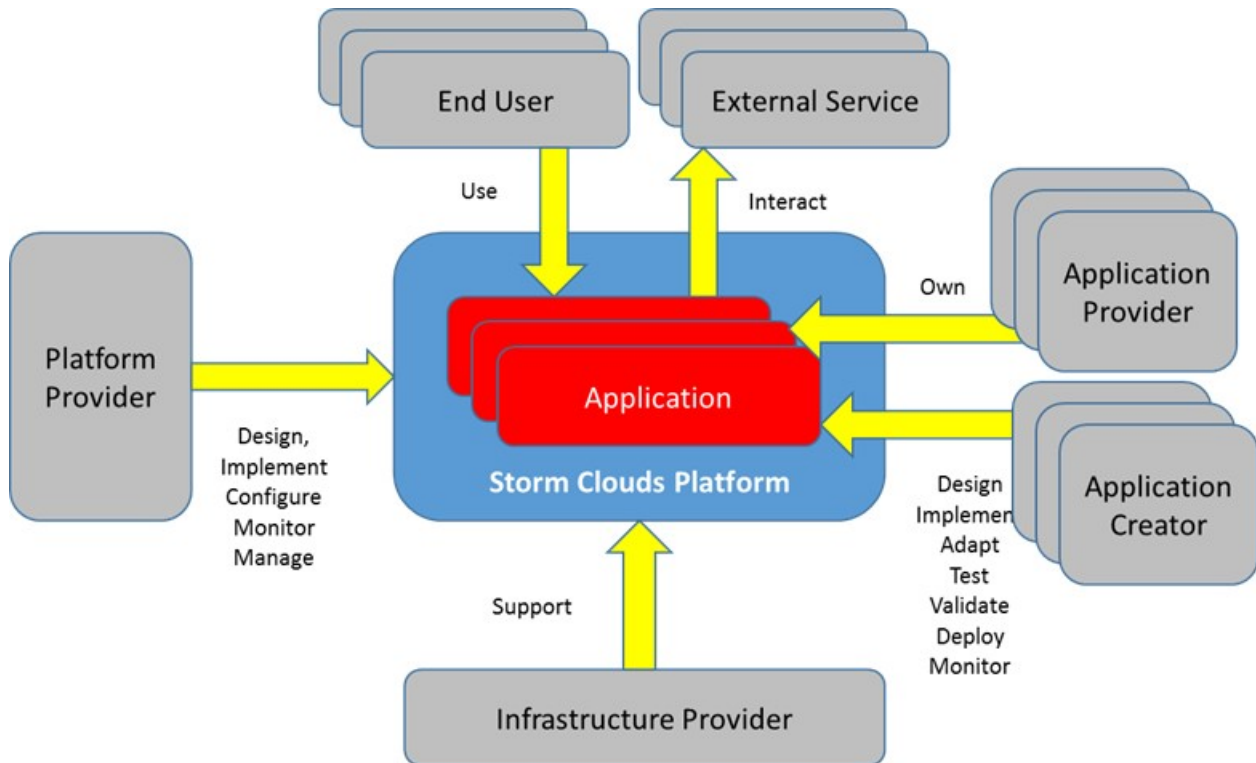 End User
External Service
Use
Interact
Own
Application
Provider
Platform
Provider
Application
Storm Clouds Platform
Design,
Implement
Configure
Monitor
Manage
Design
Implemen
Adapt
Test
Validate
Deploy
Monitor
Application
Creator
Support
Infrastructure Provider